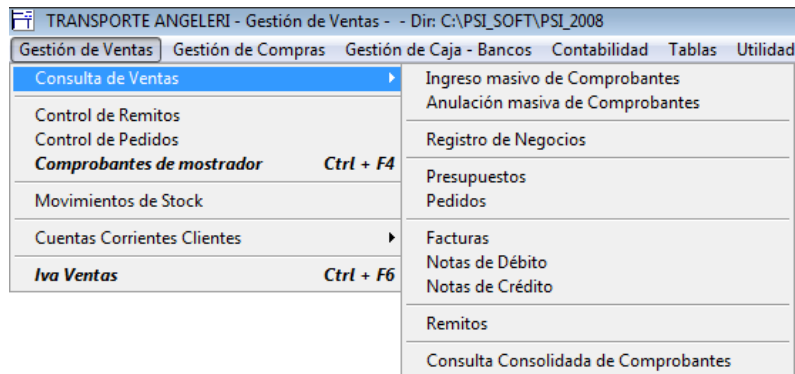 TRANSPORTE ANGELERI - Gestión de Ventas - - Dir: C:\PSI_SOFT\PSI_2008
Gestión de Ventas Gestión de Compras Gestión de Caja - Bancos Contabilidad Tablas Utilidad
Consulta de Ventas
Control de Remitos
Control de Pedidos
Comprobantes de mostrador Ctrl + F4
Movimientos de Stock
Cuentas Corrientes Clientes
Iva Ventas Ctrl + F6
Ingreso masivo de Comprobantes
Anulación masiva de Comprobantes
Registro de Negocios
Presupuestos
Pedidos
Facturas
Notas de Débito
Notas de Crédito
Remitos
Consulta Consolidada de Comprobantes